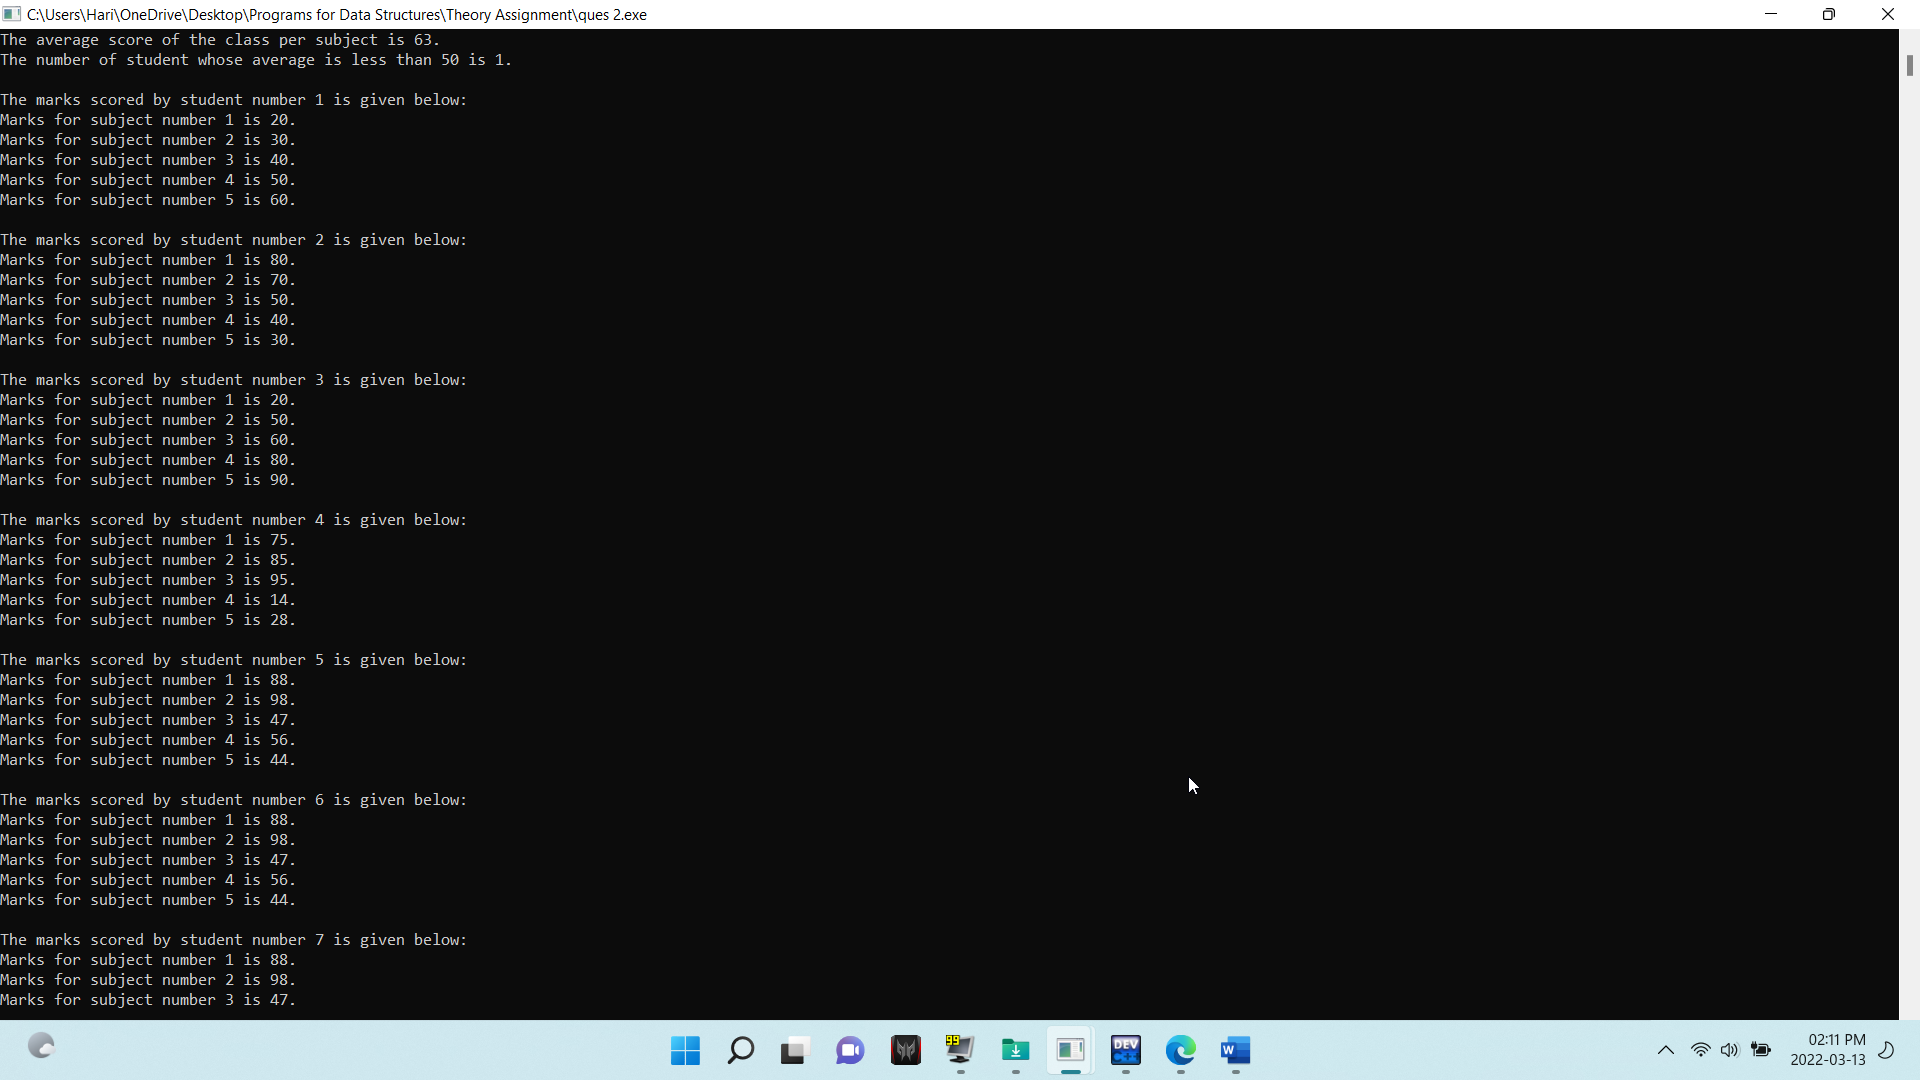 C:\Users\Hari\OneDrive\Desktop\Programs for Data Structures\Theory Assignment\ques 2.exe
The average score of the class per subject is 63.
The number of student whose average is less than 50 is 1.
The marks scored by student number 1 is given below:
Marks for subject number 1 is 20.
Marks for subject number 2 is 30.
Marks for subject number 3 is 40.
Marks for subject number 4 is 50.
Marks for subject number 5 is 60.
The marks scored by student number 2 is given below:
Marks for subject number 1 is 80.
Marks for subject number 2 is 70.
Marks for subject number 3 is 50.
Marks for subject number 4 is 40.
Marks for subject number 5 is 30.
The marks scored by student number 3 is given below:
Marks for subject number 1 is 20.
Marks for subject number 2 is 50.
Marks for subject number 3 is 60.
Marks for subject number 4 is 80.
Marks for subject number 5 is 90.
The marks scored by student number 4 is given below:
Marks for subject number 1 is 75.
Marks for subject number 2 is 85.
Marks for subject number 3 is 95.
Marks for subject number 4 is 14.
Marks for subject number 5 is 28.
The marks scored by student number 5 is given below:
Marks for subject number 1 is 88.
Marks for subject number 2 is 98.
Marks for subject number 3 is 47.
Marks for subject number 4 is 56.
Marks for subject number 5 is 44.
The marks scored by student number 6 is given below:
Marks for subject number 1 is 88.
Marks for subject number 2 is 98.
Marks for subject number 3 is 47.
Marks for subject number 4 is 56.
Marks for subject number 5 is 44.
The marks scored by student number 7 is given below:
Marks for subject number 1 is 88.
Marks for subject number 2 is 98.
Marks for subject number 3 is 47.
99
DEV
C++
W
02:11 PM
2022-03-13